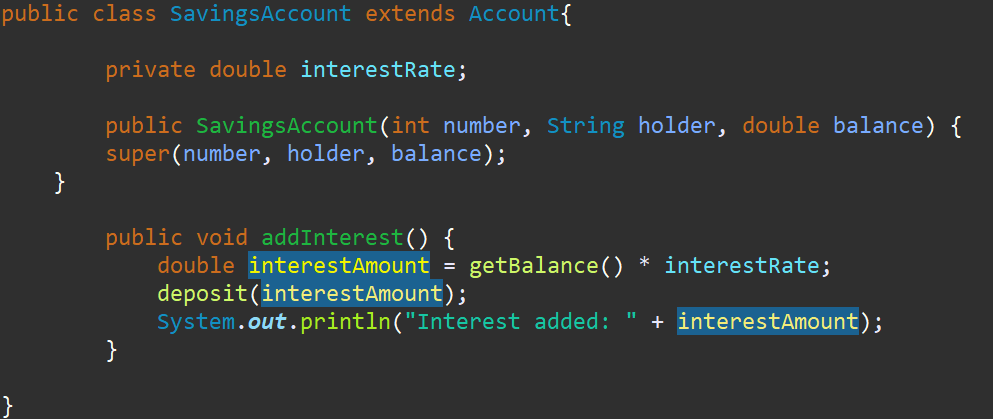 public class SavingsAccount extends Account{
private double interestRate;
public SavingsAccount(int number, String holder, double balance) {
super(number, holder, balance);
}
public void addInterest() {
double interestAmount = getBalance() * interestRate;
deposit(interestAmount);
System.out.println("Interest added: " + interestAmount);
}
}